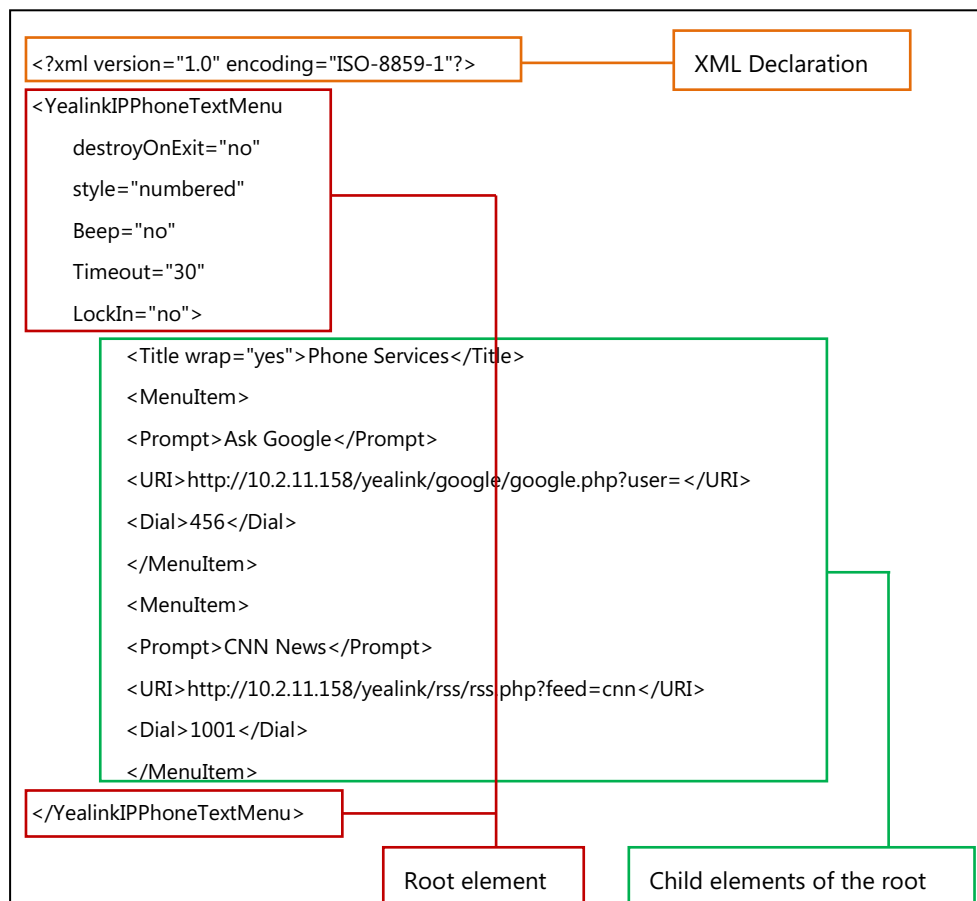 <?xml version="1.0" encoding="ISO-8859-1"?>
XML Declaration
<YealinkIPPhoneTextMenu
destroyOnExit="no"
style="numbered"
Beep="no"
Timeout="30"
LockIn="no">
<Title wrap="yes">Phone Services</Title>
<MenuItem>
<Prompt>Ask Google</Prompt>
<URI>http://10.2.11.158/yealink/google/google.php?user=</URI>
<Dial>456</Dial>
</MenuItem>
<MenuItem>
<Prompt>CNN News</Prompt>
<URI>http://10.2.11.158/yealink/rss/rss.php?feed=cnn</URI>
<Dial>1001</Dial>
</MenuItem>
</YealinkIPPhoneTextMenu>
Root element
Child elements of the root